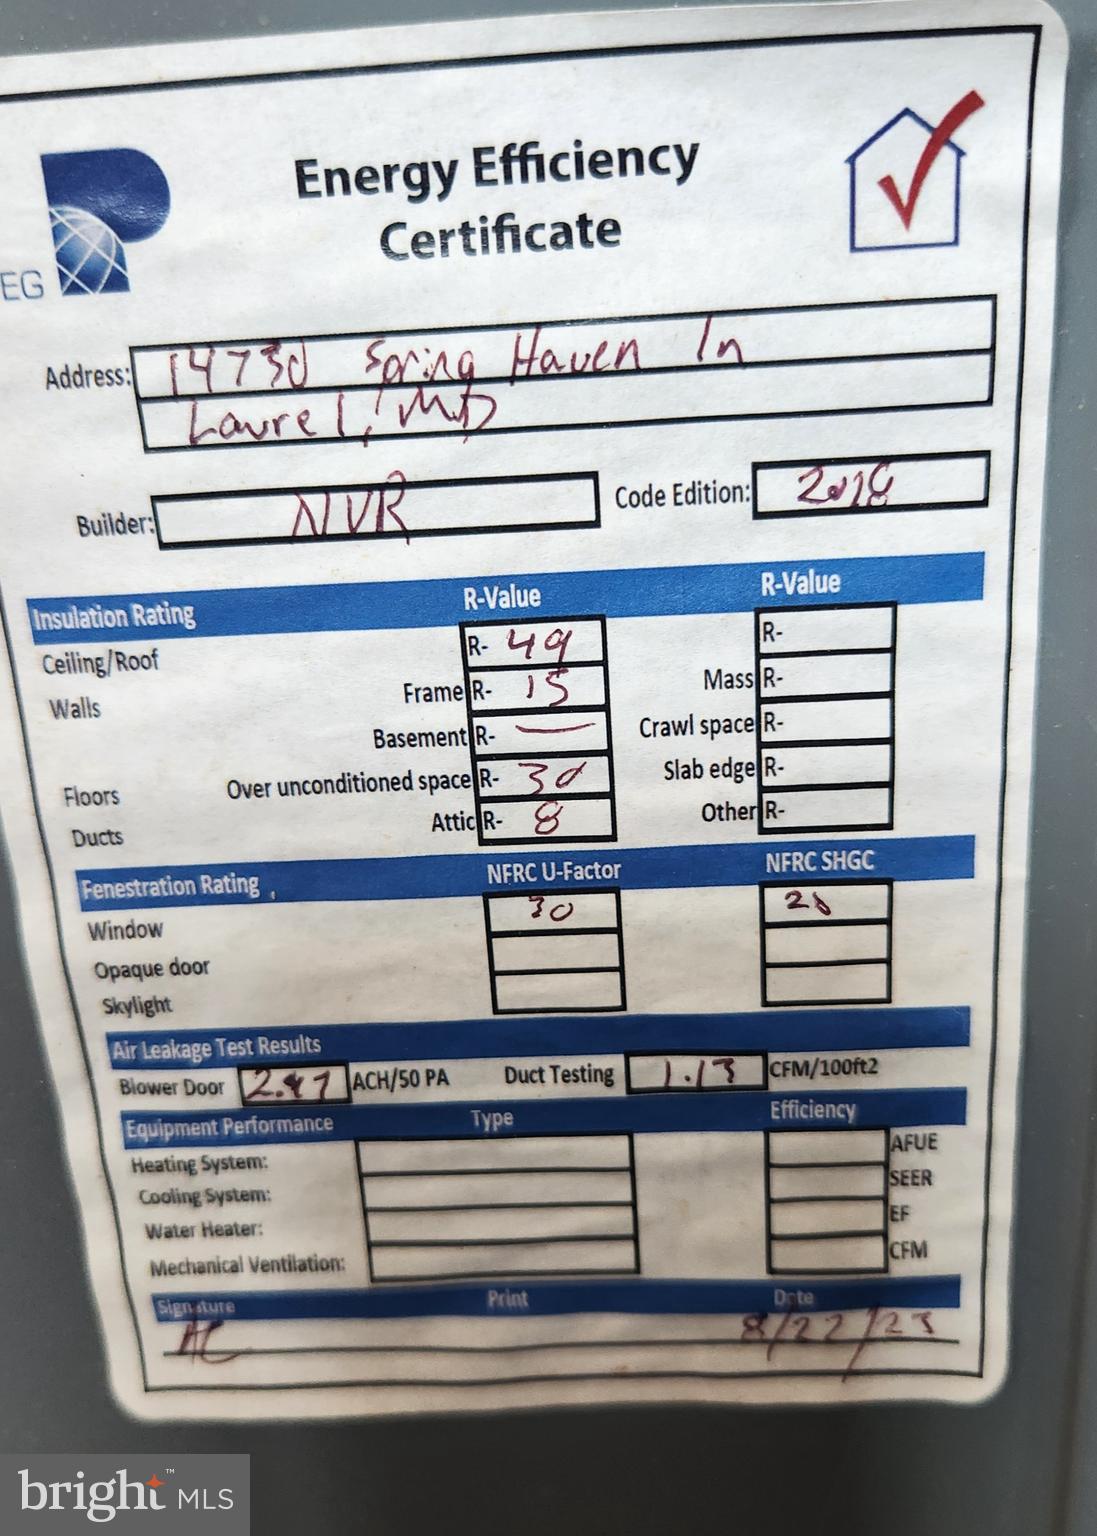 Energy Efficiency
Certificate
EG
Address: 14730 Spring Haven ln
Laurel, MD
Builder: NVR Code Edition: 2018
Insulation Rating R-Value R-Value
Ceiling/Roof R- 49 R-
Walls Frame R- 15 Mass R-
Basement R- — Crawl space R-
Floors Over unconditioned space R- 30 Slab edge R-
Ducts Attic R- 8 Other R-
Fenestration Rating NFRC U-Factor NFRC SHGC
Window 30
Opaque door
Skylight
Air Leakage Test Results
Blower Door ACH/50 PA Duct Testing 1.13 CFM/100ft2
Equipment Performance Type Efficiency
Heating System: AFUE
Cooling System: SEER
Water Heater: EF
Mechanical Ventilation: CFM
Signature Print Date
AC 8/22/23
bright™ MLS